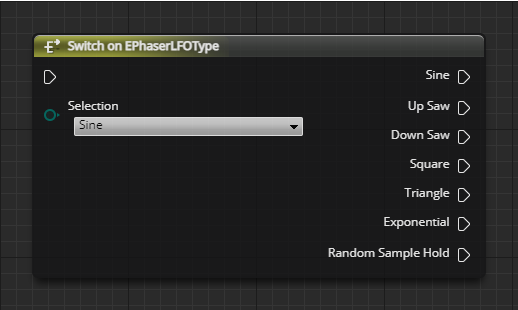 Switch on EPhaserLFOType
Sine
Selection
Sine
Up Saw
Down Saw
Square
Triangle
Exponential
Random Sample Hold